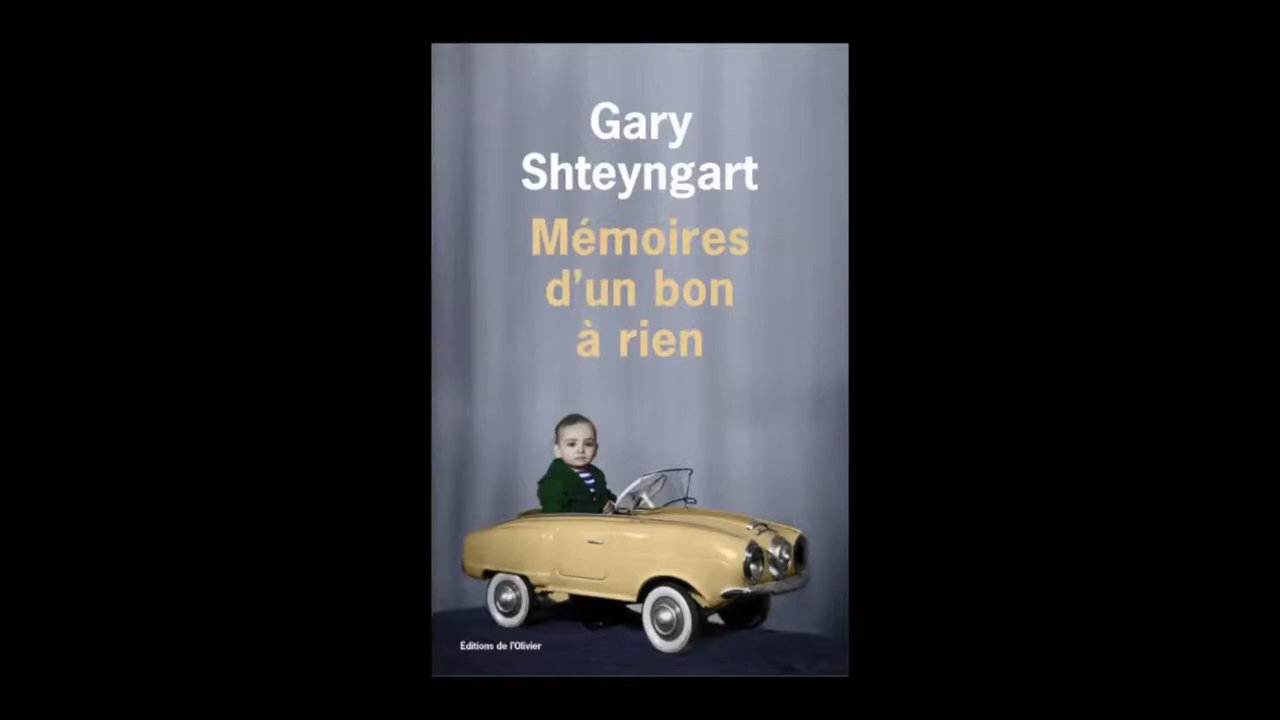 Gary
Shteyngart
Mémoires
d'un bon
à rien
Éditions de l'Olivier